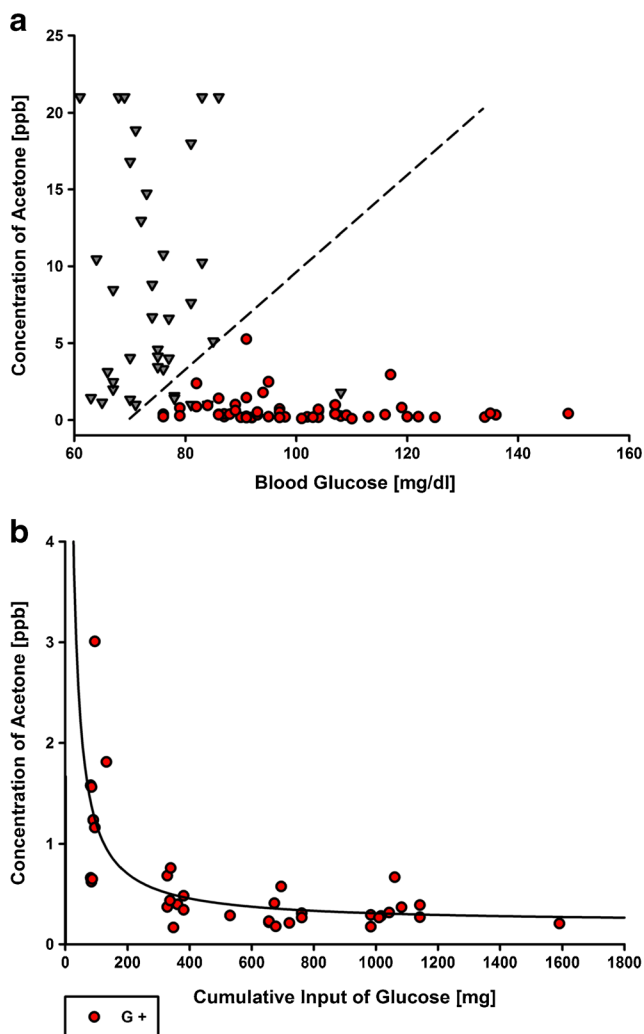 a
25
20
15
10
5
0
Concentration of Acetone [ppb]
60 80 100 120 140 160
Blood Glucose [mg/dl]
b
4
3
2
1
0
Concentration of Acetone [ppb]
0 200 400 600 800 1000 1200 1400 1600 1800
Cumulative Input of Glucose [mg]
G +